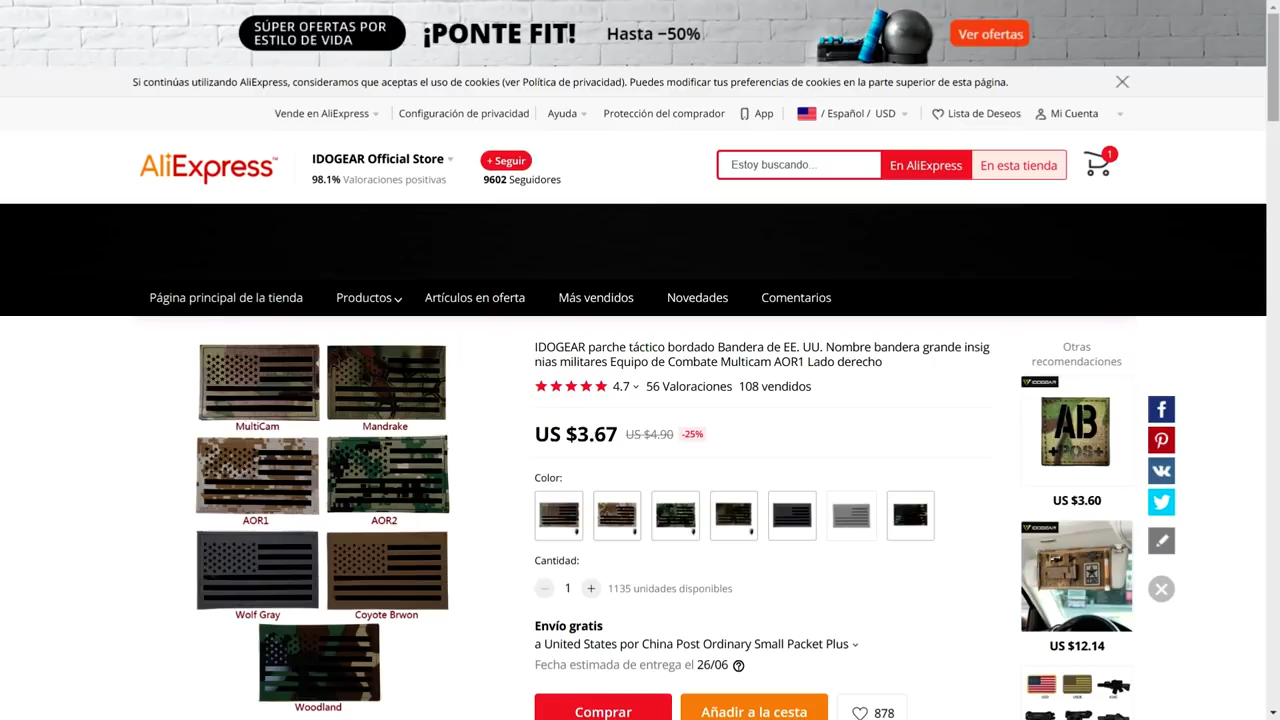 SÚPER OFERTAS POR
ESTILO DE VIDA
¡PONTE FIT!
Hasta −50%
Ver ofertas
Si continúas utilizando AliExpress, consideramos que aceptas el uso de cookies (ver Política de privacidad). Puedes modificar tus preferencias de cookies en la parte superior de esta página.
Vende en AliExpress
Configuración de privacidad
Ayuda
Protección del comprador
App
/ Español / USD
Lista de Deseos
Mi Cuenta
AliExpress™
IDOGEAR Official Store
98.1% Valoraciones positivas
+ Seguir
9602 Seguidores
Estoy buscando...
En AliExpress
En esta tienda
1
Página principal de la tienda
Productos
Artículos en oferta
Más vendidos
Novedades
Comentarios
MultiCam
Mandrake
AOR1
AOR2
Wolf Gray
Coyote Brwon
Woodland
IDOGEAR parche táctico bordado Bandera de EE. UU. Nombre bandera grande insig
nias militares Equipo de Combate Multicam AOR1 Lado derecho
4.7
56 Valoraciones
108 vendidos
US $3.67
US $4.90
-25%
Color:
Cantidad:
1
1135 unidades disponibles
Envío gratis
a United States por China Post Ordinary Small Packet Plus
Fecha estimada de entrega el 26/06
Comprar
Añadir a la cesta
878
Otras
recomendaciones
IDOGEAR
AB
+POS+
US $3.60
IDOGEAR
US $12.14